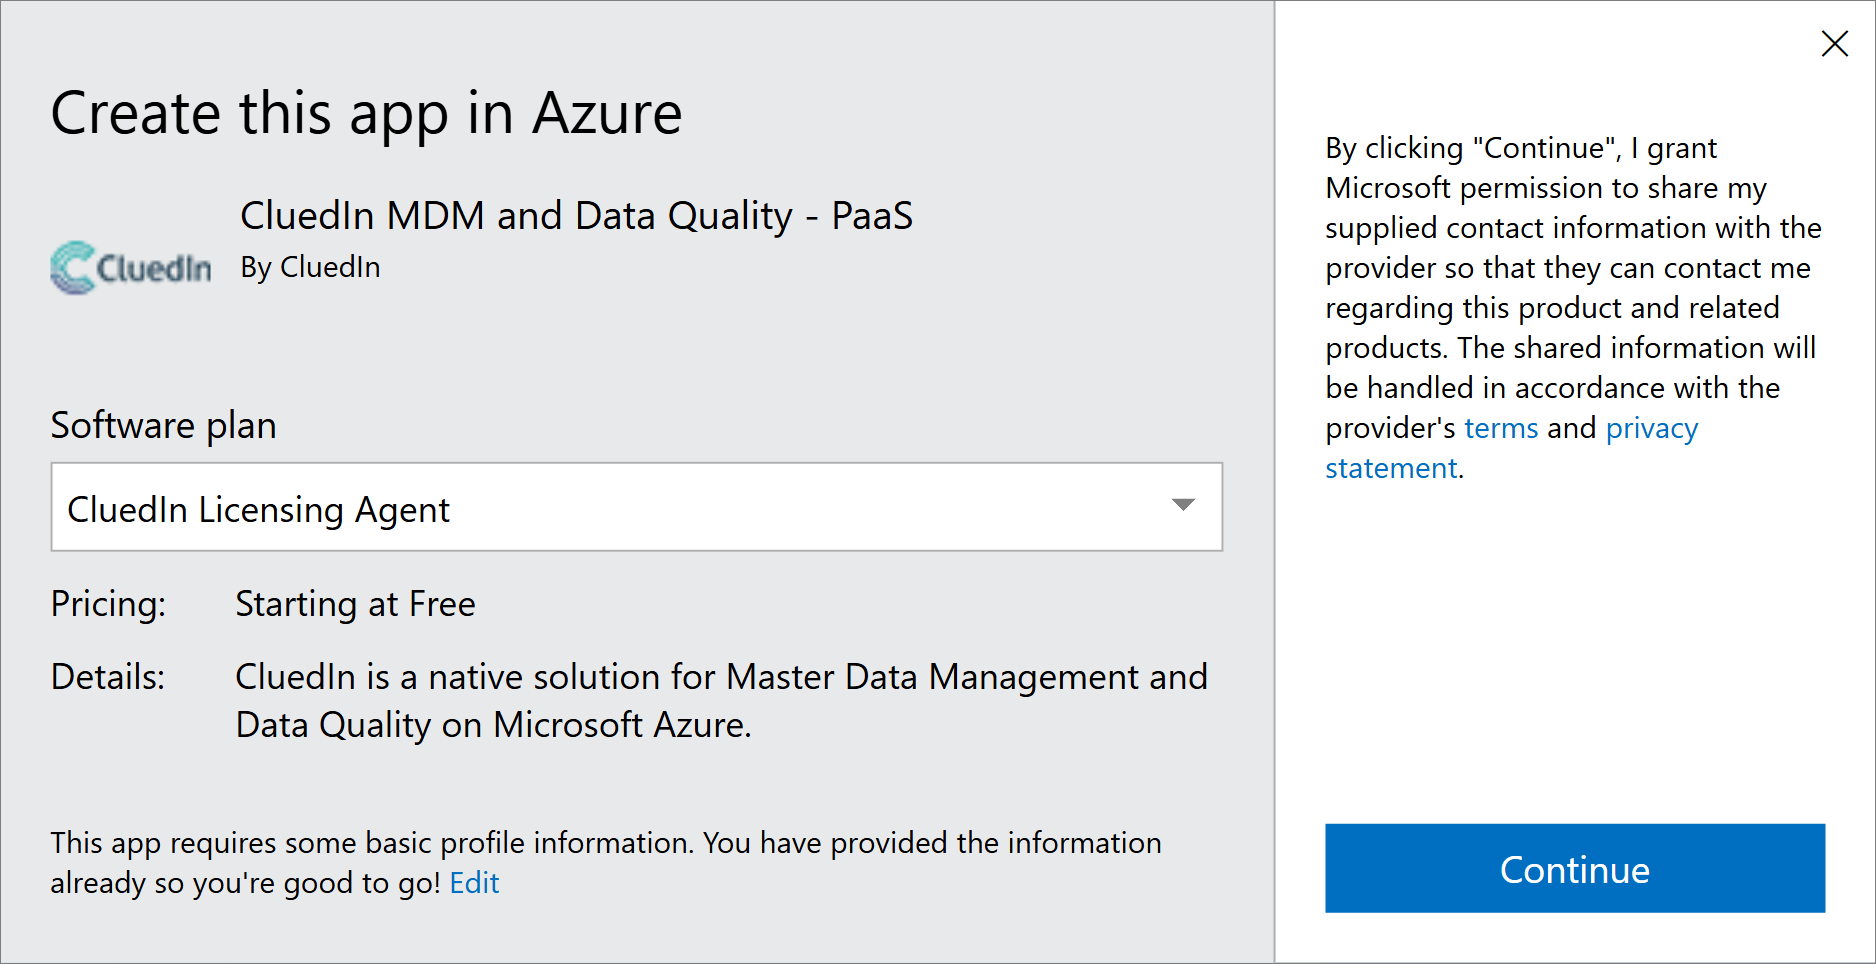 Create this app in Azure
CluedIn MDM and Data Quality - PaaS
CluedIn
By CluedIn
Software plan
CluedIn Licensing Agent
Pricing: Starting at Free
Details: CluedIn is a native solution for Master Data Management and
Data Quality on Microsoft Azure.
This app requires some basic profile information. You have provided the information
already so you're good to go! Edit
By clicking "Continue", I grant
Microsoft permission to share my
supplied contact information with the
provider so that they can contact me
regarding this product and related
products. The shared information will
be handled in accordance with the
provider's terms and privacy
statement.
Continue